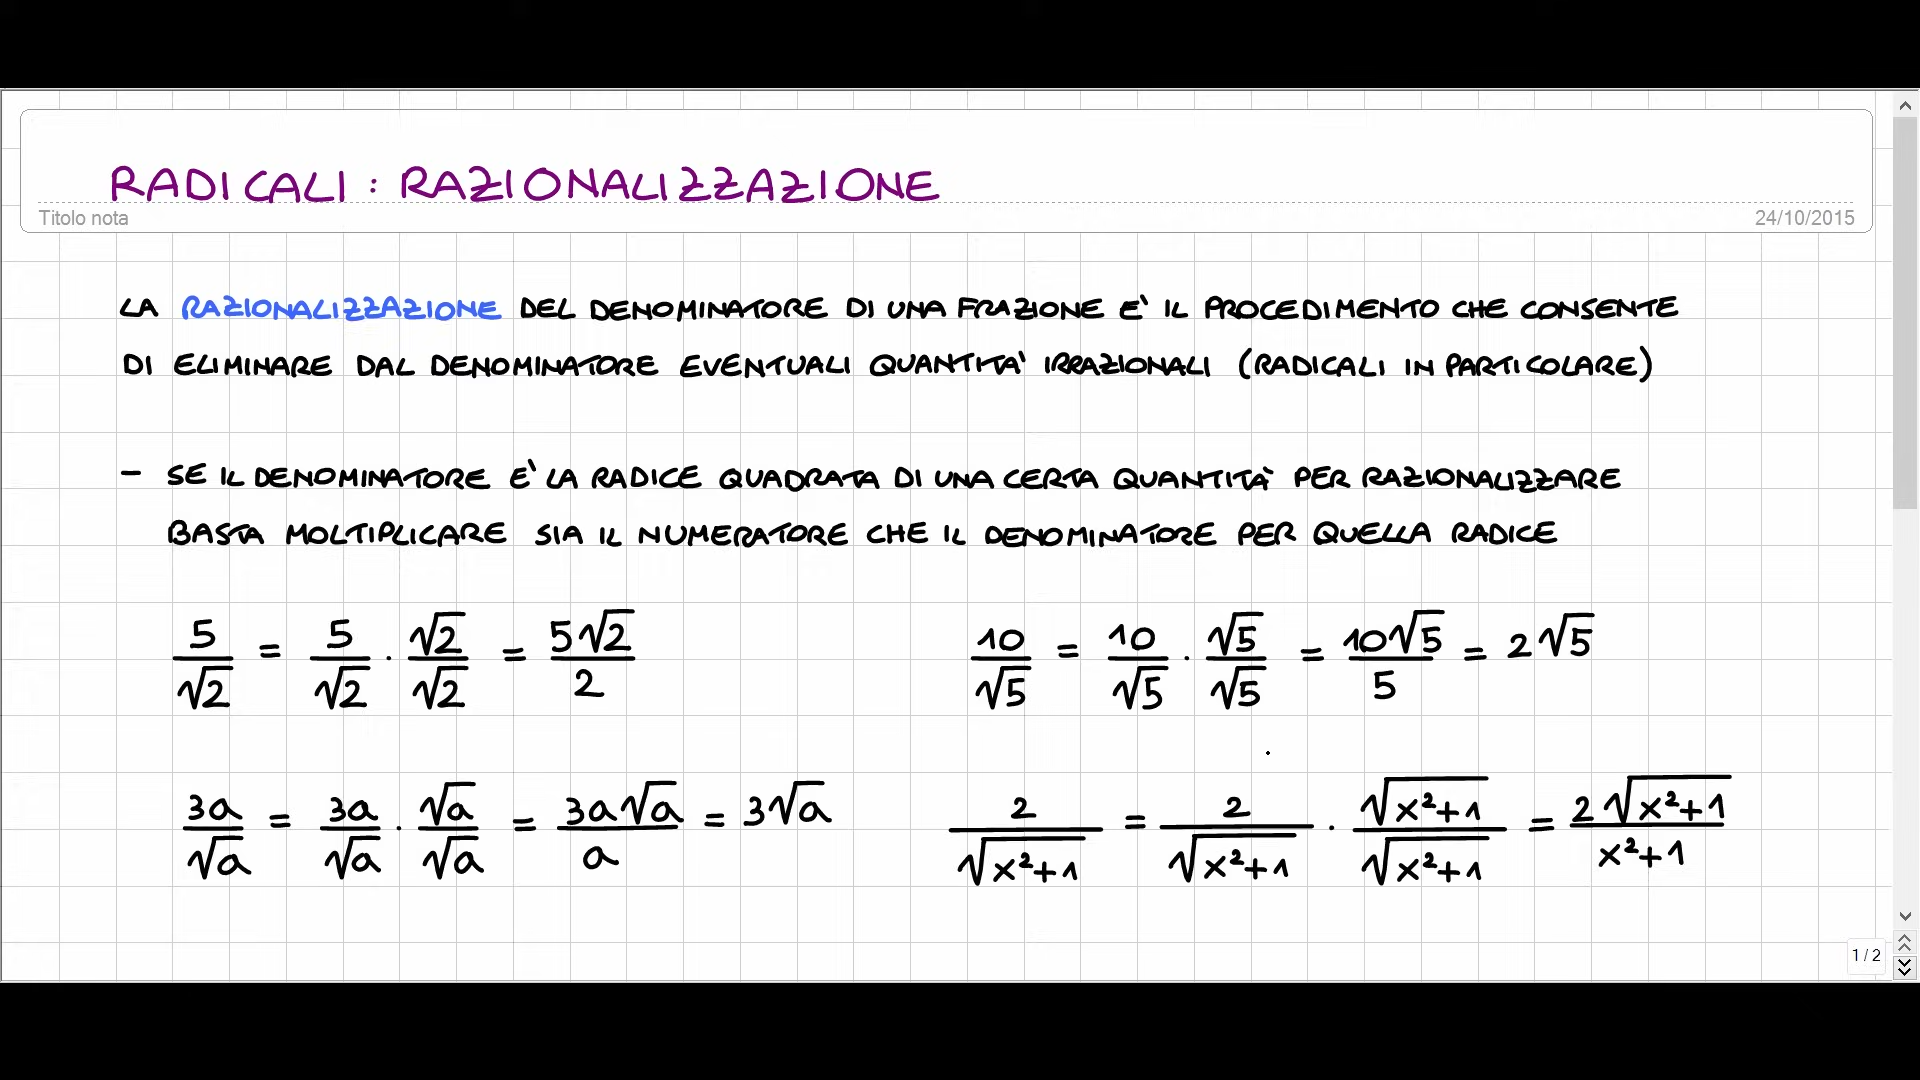 RADICALI : RAZIONALIZZAZIONE
Titolo nota 24/10/2015
LA RAZIONALIZZAZIONE DEL DENOMINATORE DI UNA FRAZIONE E' IL PROCEDIMENTO CHE CONSENTE
DI ELIMINARE DAL DENOMINATORE EVENTUALI QUANTITA' IRRAZIONALI (RADICALI IN PARTICOLARE)
- SE IL DENOMINATORE E' LA RADICE QUADRATA DI UNA CERTA QUANTITA' PER RAZIONALIZZARE
BASTA MOLTIPLICARE SIA IL NUMERATORE CHE IL DENOMINATORE PER QUELLA RADICE
5/√2 = 5/√2 · √2/√2 = 5√2/2
10/√5 = 10/√5 · √5/√5 = 10√5/5 = 2√5
3a/√a = 3a/√a · √a/√a = 3a√a/a = 3√a
2/√(x²+1) = 2/√(x²+1) · √(x²+1)/√(x²+1) = 2√(x²+1)/(x²+1)
1 / 2